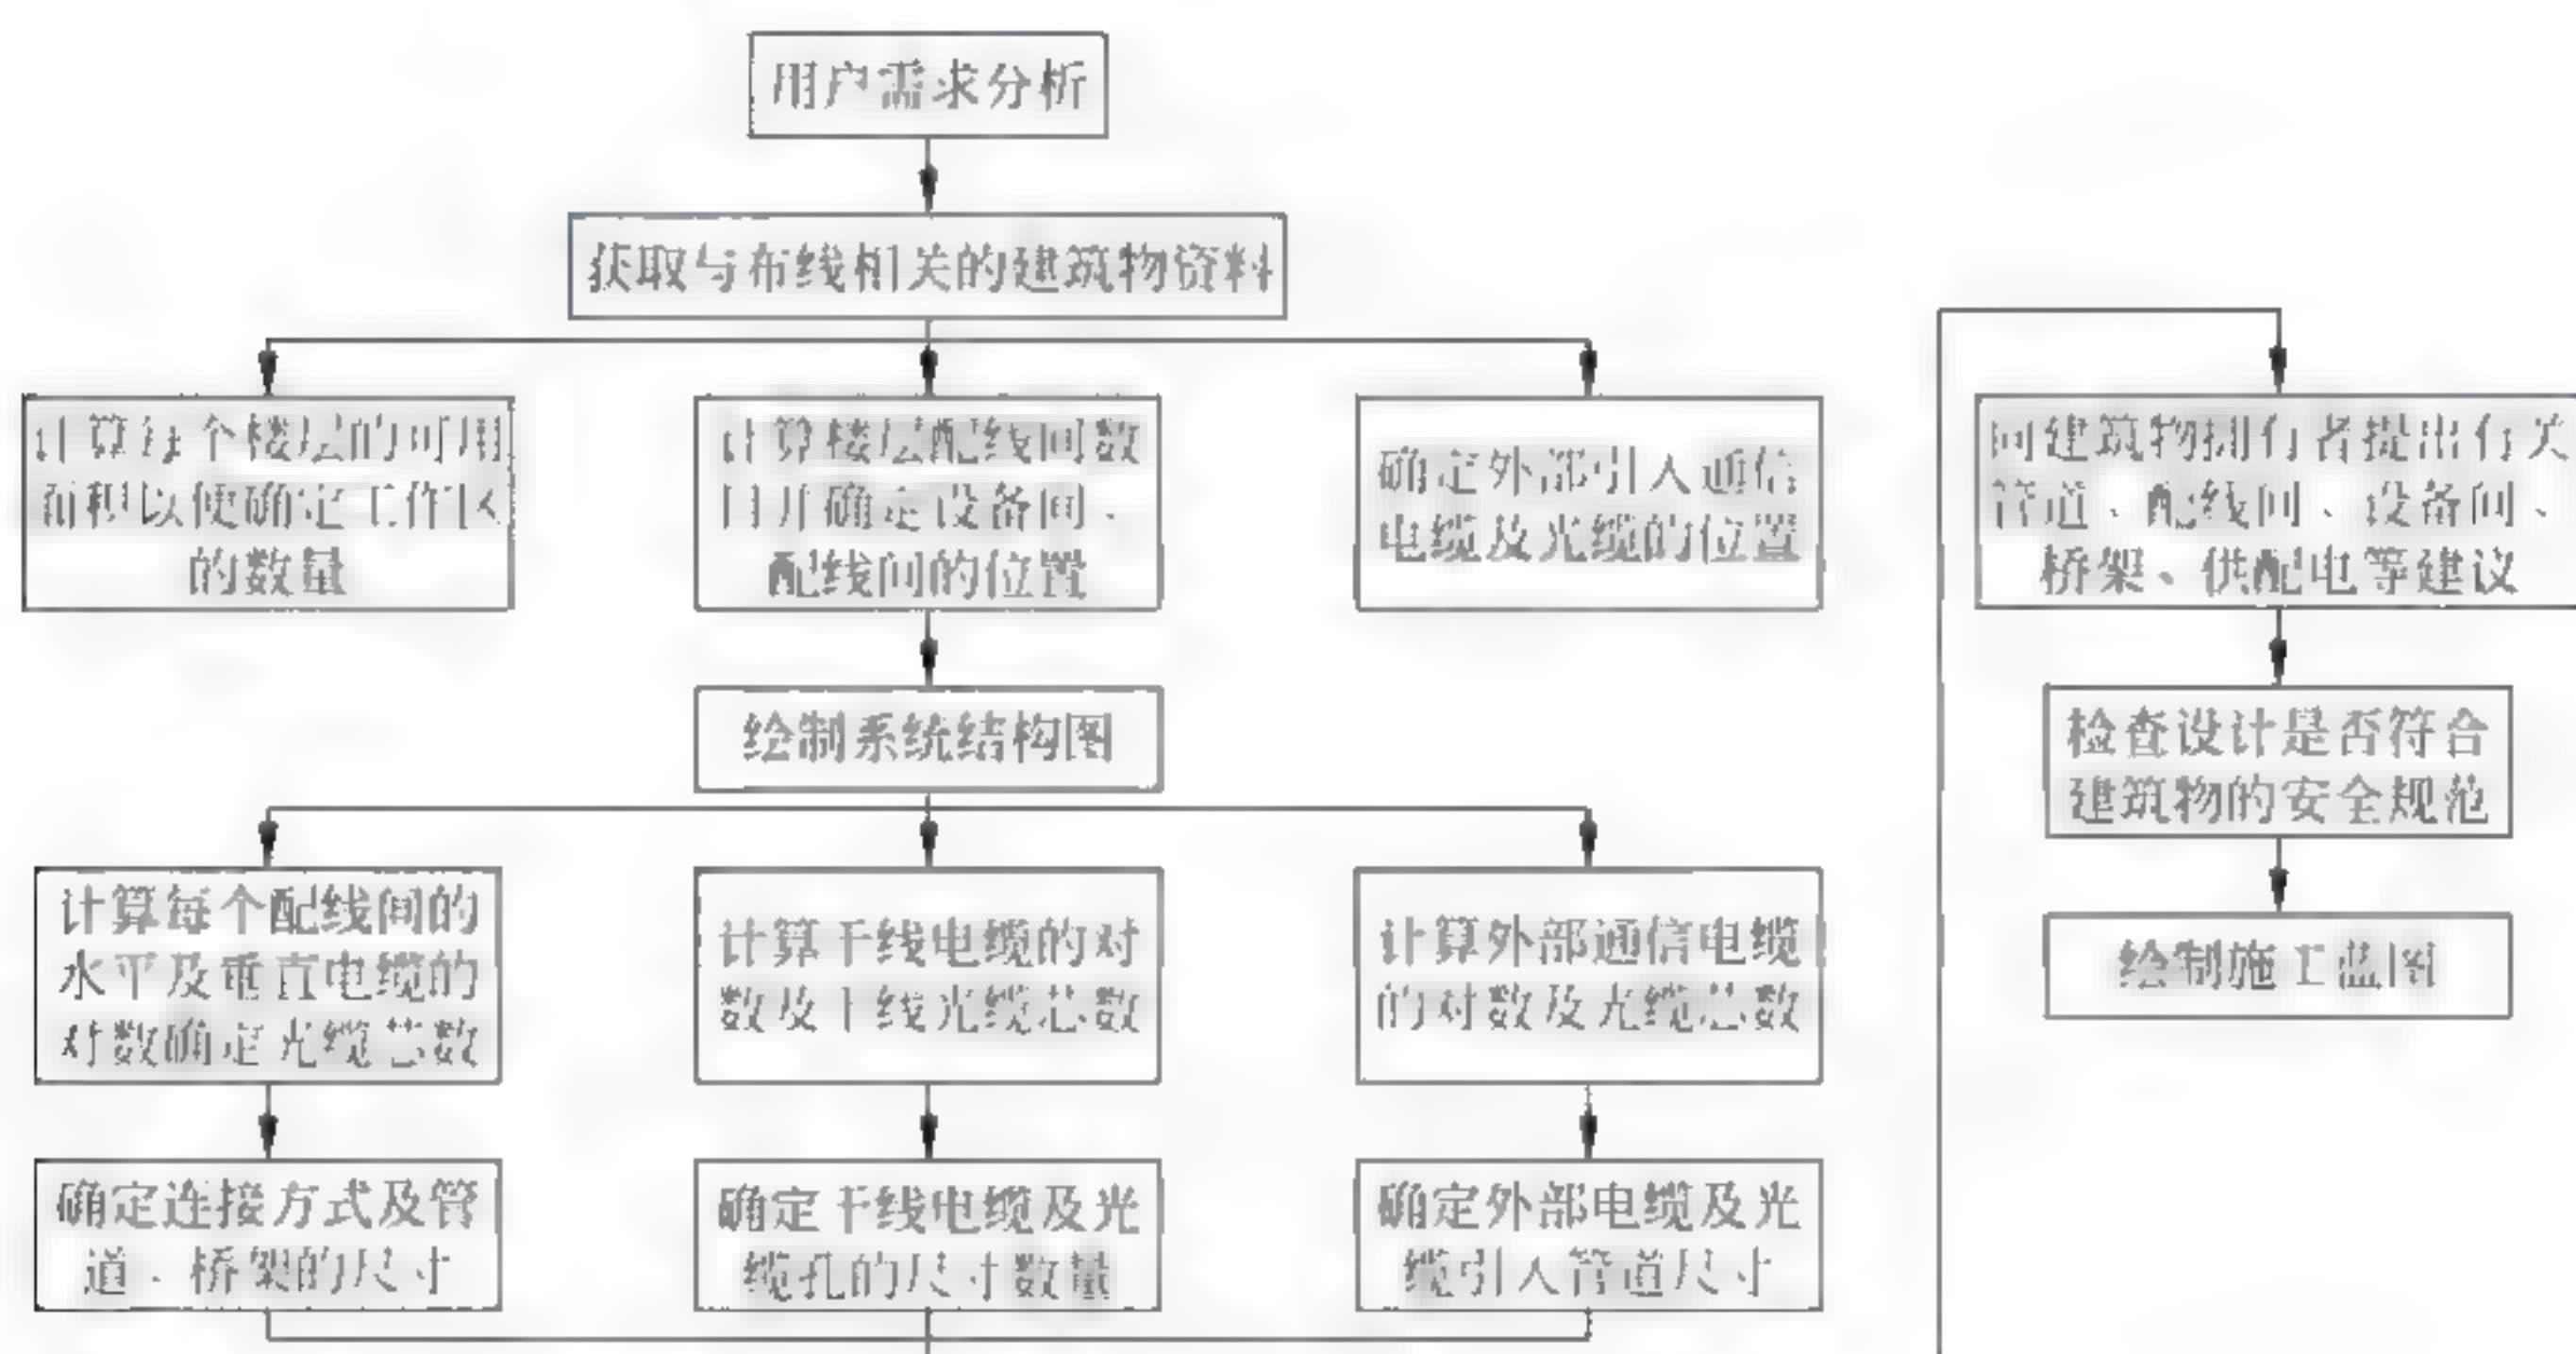 用户需求分析
获取与布线相关的建筑物资料
计算每个楼层的可用
面积以便确定工作区
的数量
计算楼层配线间数
目并确定设备间、
配线间的位置
确定外部引入通信
电缆及光缆的位置
绘制系统结构图
计算每个配线间的
水平及垂直电缆的
对数确定光缆芯数
计算干线电缆的对
数及干线光缆芯数
计算外部通信电缆
的对数及光缆芯数
确定连接方式及管
道、桥架的尺寸
确定干线电缆及光
缆孔的尺寸数量
确定外部电缆及光
缆引入管道尺寸
向建筑物拥有者提出有关
管道、配线间、设备间、
桥架、供配电等建议
检查设计是否符合
建筑物的安全规范
绘制施工蓝图